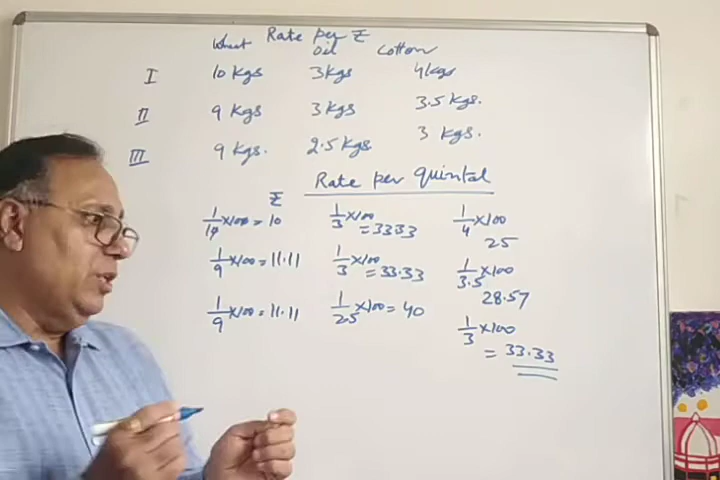 Rate per ₹
Wheat Oil Cotton
I 10 kgs 3 kgs 4 kgs
II 9 kgs 3 kgs 3.5 kgs.
III 9 kgs. 2.5 kgs 3 kgs.
Rate per quintal
₹
1/10 × 100 = 10 1/3 × 100 = 3333 1/4 × 100 25
1/9 × 100 = 11.11 1/3 × 100 = 33.33 1/3.5 × 100 28.57
1/9 × 100 = 11.11 1/2.5 × 100 = 40 1/3 × 100 = 33.33